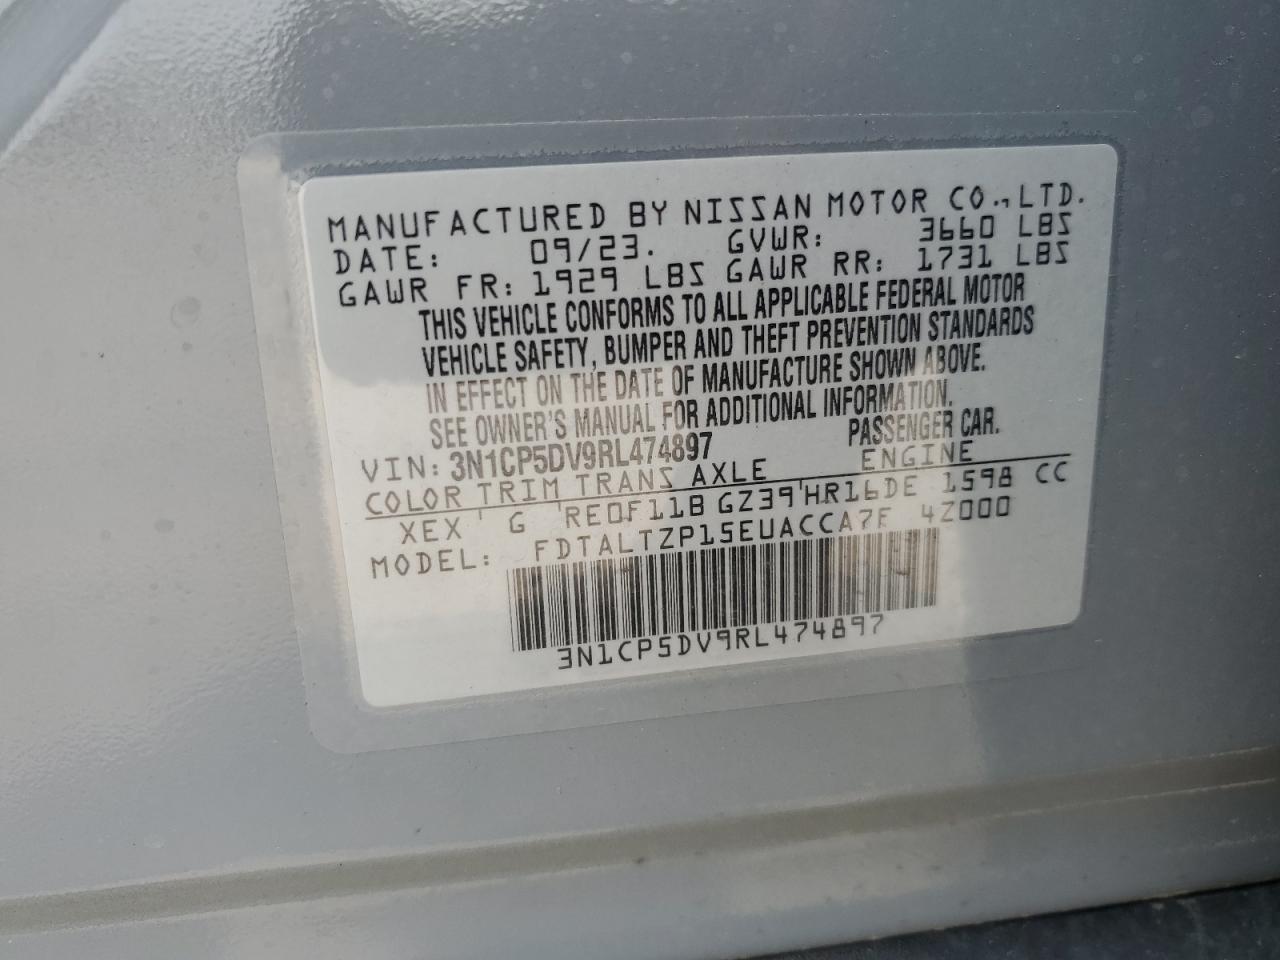 MANUFACTURED BY NISSAN MOTOR CO., LTD.
DATE: 09/23. GVWR: 3660 LBS
GAWR FR: 1929 LBS GAWR RR: 1731 LBS
THIS VEHICLE CONFORMS TO ALL APPLICABLE FEDERAL MOTOR
VEHICLE SAFETY, BUMPER AND THEFT PREVENTION STANDARDS
IN EFFECT ON THE DATE OF MANUFACTURE SHOWN ABOVE.
SEE OWNER'S MANUAL FOR ADDITIONAL INFORMATION.
VIN: 3N1CP5DV9RL474897 PASSENGER CAR.
COLOR TRIM TRANS AXLE ENGINE
XEX ' G 'RE0F11B GZ39'HR16DE 1598 CC
MODEL: FDTALTZP15EUACCA7F 4Z000
3N1CP5DV9RL474897